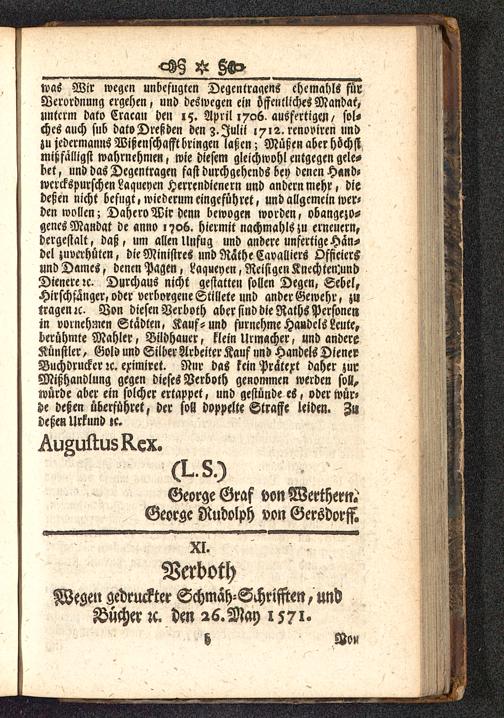 was Wir wegen unbefugten Degentragens ehemahls für
Verordnung ergehen, und deswegen ein öffentliches Mandat,
unterm dato Cracau den 15. April 1706. ausfertigen, sol-
ches auch sub dato Dreßden den 3. Julii 1712. renoviren und
zu jedermanns Wißenschafft bringen laßen; Müßen aber höchst
mißfälligst wahrnehmen, wie diesem gleichwohl entgegen gele-
bet, und das Degentragen fast durchgehends bey denen Hand-
werckspurschen Laqueyen Herrendienern und andern mehr, die
deßen nicht befugt, wiederum eingeführet, und allgemein wer-
den wollen; Dahero Wir denn bewogen worden, obangezo-
genes Mandat de anno 1706. hiermit nachmahls zu erneuern,
dergestalt, daß, um allen Unfug und andere unfertige Hän-
del zuverhüten, die Ministres und Räthe Cavalliers Officiers
und Dames, denen Pagen, Laqueyen, Reisigen Knechten und
Dienere ꝛc. Durchaus nicht gestatten sollen Degen, Sebel,
Hirschfänger, oder verborgene Stillete und ander Gewehr, zu
tragen ꝛc. Von diesen Verboth aber sind die Raths Personen
in vornehmen Städten, Kauf- und furnehme Handels Leute,
berühmte Mahler, Bildhauer, klein Urmacher, und andere
Künstler, Gold und Silber Arbeiter Kauf und Handels Diener
Buchdrucker ꝛc. eximiret. Nur das kein Prätext daher zur
Mißhandlung gegen dieses Verboth genommen werden soll,
würde aber ein solcher ertappet, und gestünde es, oder wür-
de deßen überführet, der soll doppelte Straffe leiden. Zu
deßen Urkund ꝛc.
Augustus Rex.
(L. S.)
George Graf von Werthern.
George Rudolph von Gersdorff.
XI.
Verboth
Wegen gedruckter Schmäh-Schrifften, und
Bücher ꝛc. den 26. May 1571.
h Von